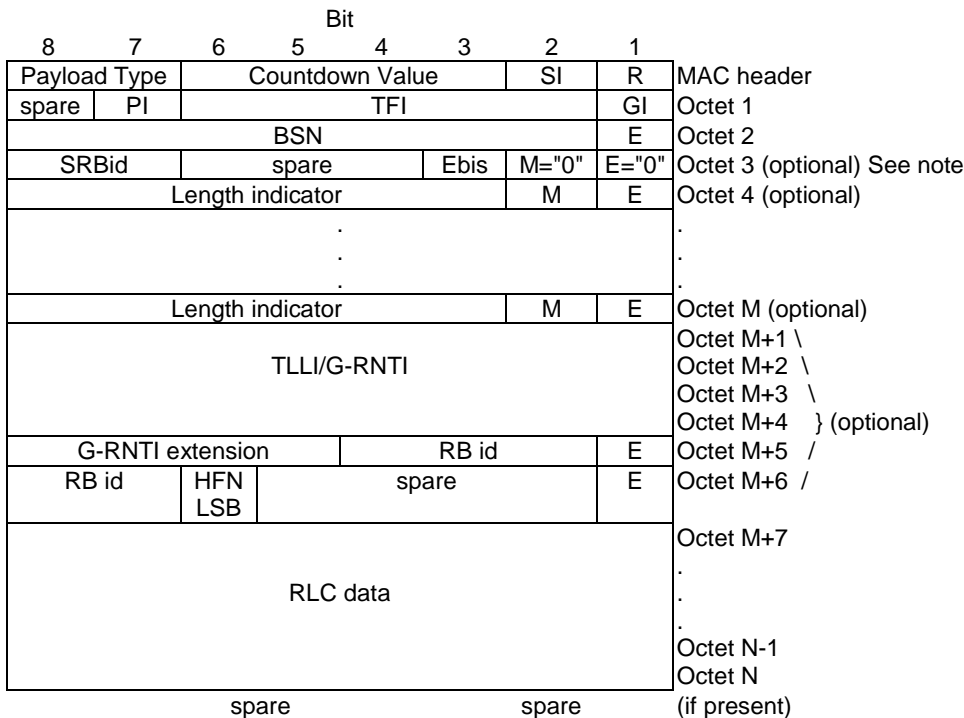 Bit
8 7 6 5 4 3 2 1
Payload Type Countdown Value SI R MAC header
spare PI TFI GI Octet 1
BSN E Octet 2
SRBid spare Ebis M="0" E="0" Octet 3 (optional) See note
Length indicator M E Octet 4 (optional)
. .
. .
. .
Length indicator M E Octet M (optional)
Octet M+1 \
TLLI/G-RNTI Octet M+2 \
Octet M+3 \
Octet M+4 } (optional)
G-RNTI extension RB id E Octet M+5 /
RB id HFN spare E Octet M+6 /
LSB
Octet M+7
.
RLC data .
.
Octet N-1
Octet N
spare spare (if present)